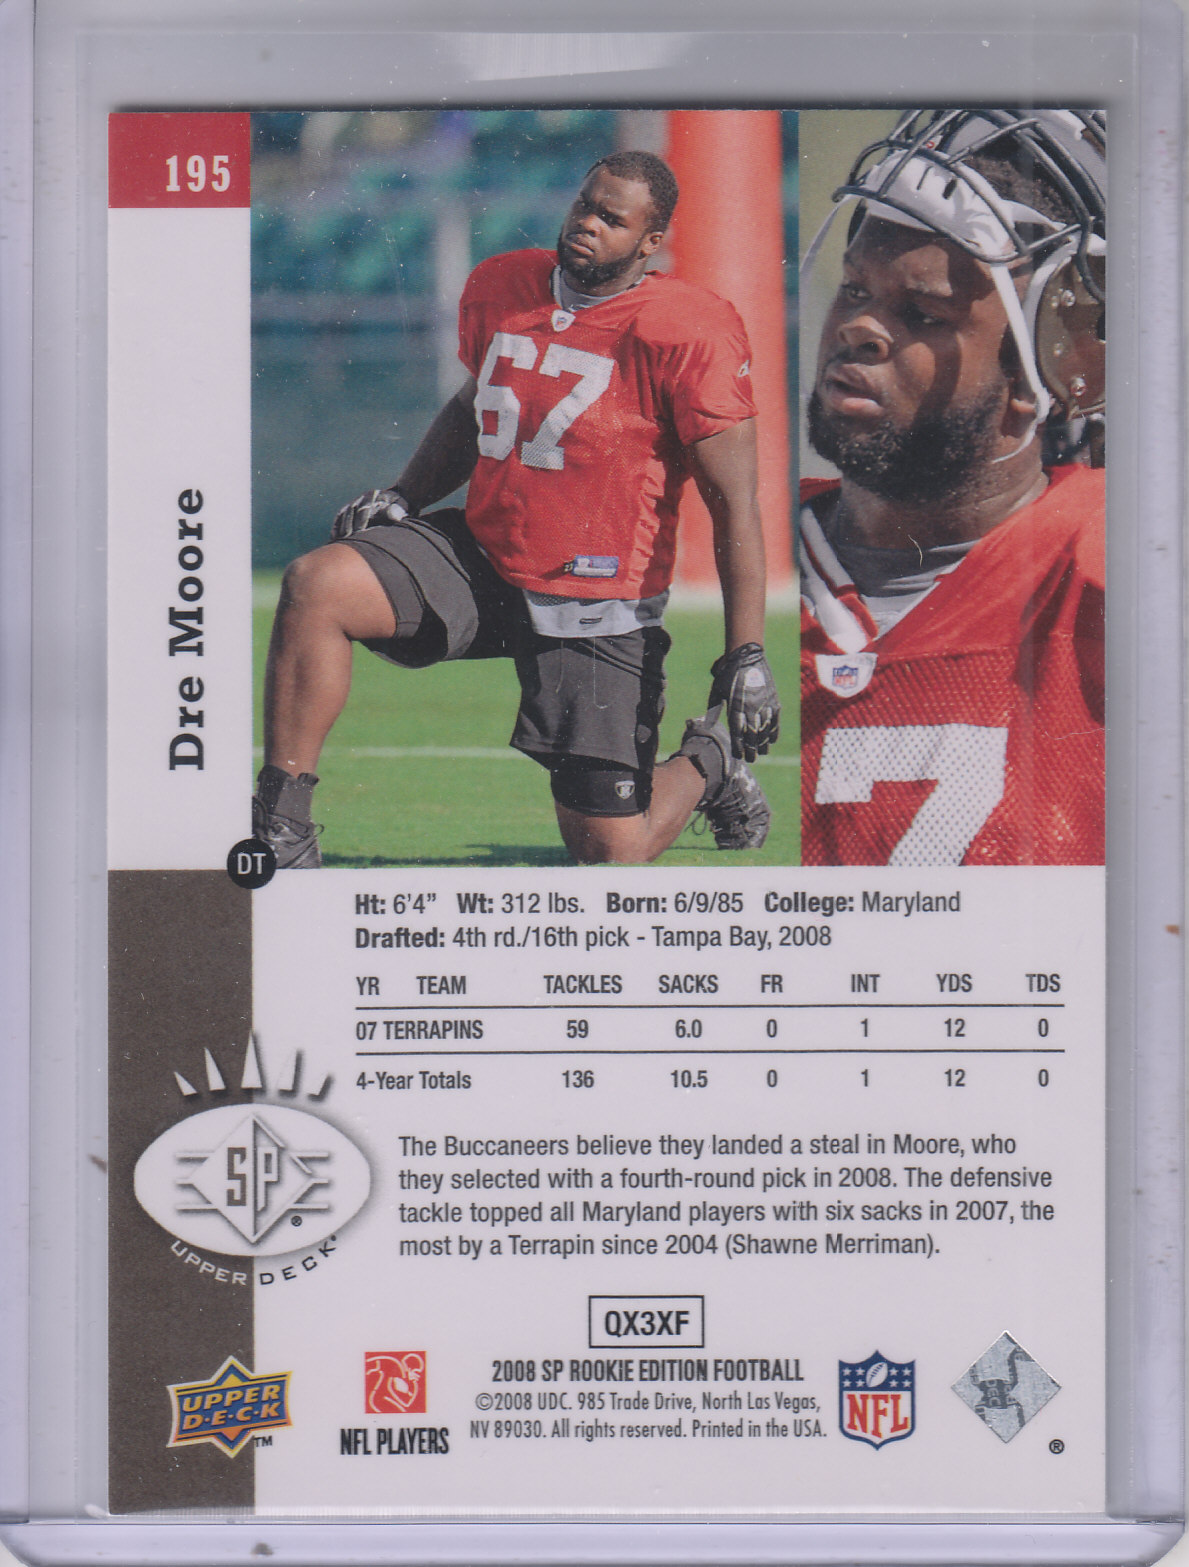 195
67
7
NFL
Dre Moore
DT
Ht: 6'4” Wt: 312 lbs. Born: 6/9/85 College: Maryland
Drafted: 4th rd./16th pick - Tampa Bay, 2008
YR TEAM TACKLES SACKS FR INT YDS TDS
07 TERRAPINS 59 6.0 0 1 12 0
4-Year Totals 136 10.5 0 1 12 0
SP
®
UPPER DECK
The Buccaneers believe they landed a steal in Moore, who
they selected with a fourth-round pick in 2008. The defensive
tackle topped all Maryland players with six sacks in 2007, the
most by a Terrapin since 2004 (Shawne Merriman).
QX3XF
UPPER
D·E·C·K
TM
NFL PLAYERS
2008 SP ROOKIE EDITION FOOTBALL
©2008 UDC. 985 Trade Drive, North Las Vegas,
NV 89030. All rights reserved. Printed in the USA.
NFL
®